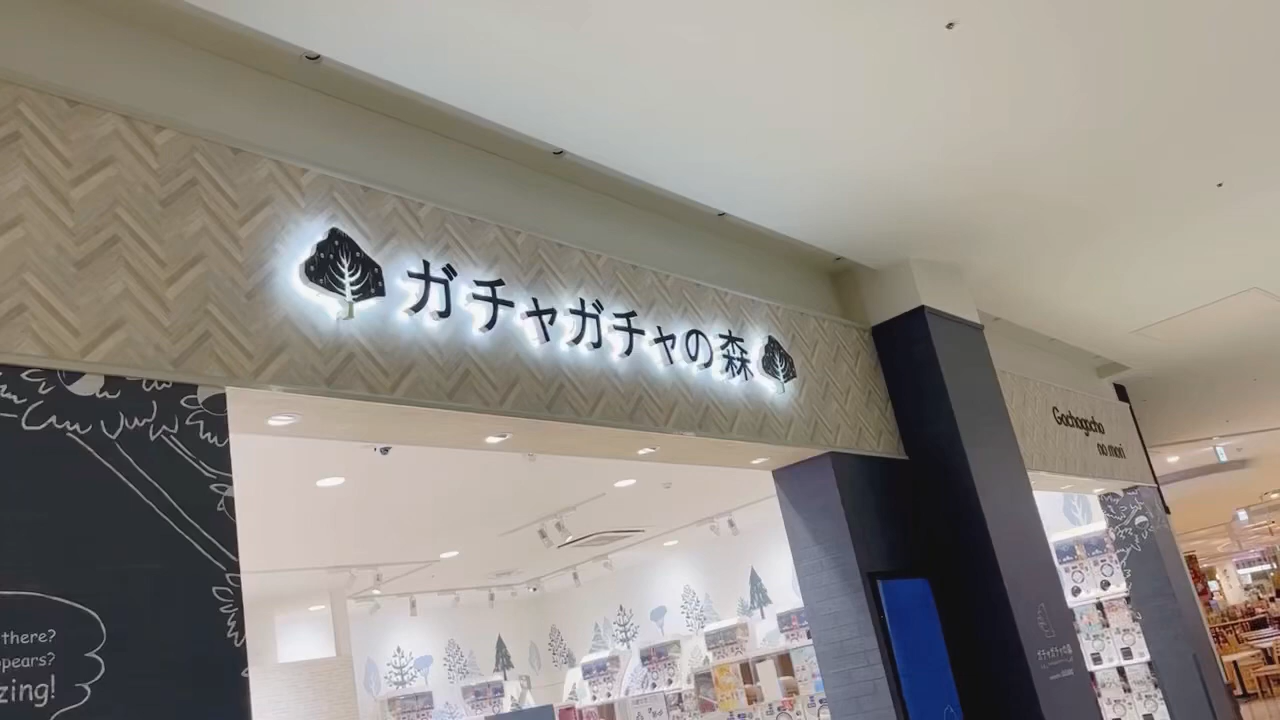 ガチャガチャの森
Gachagacha
no mori
there?
ppears?
zing!
ガチャガチャの森